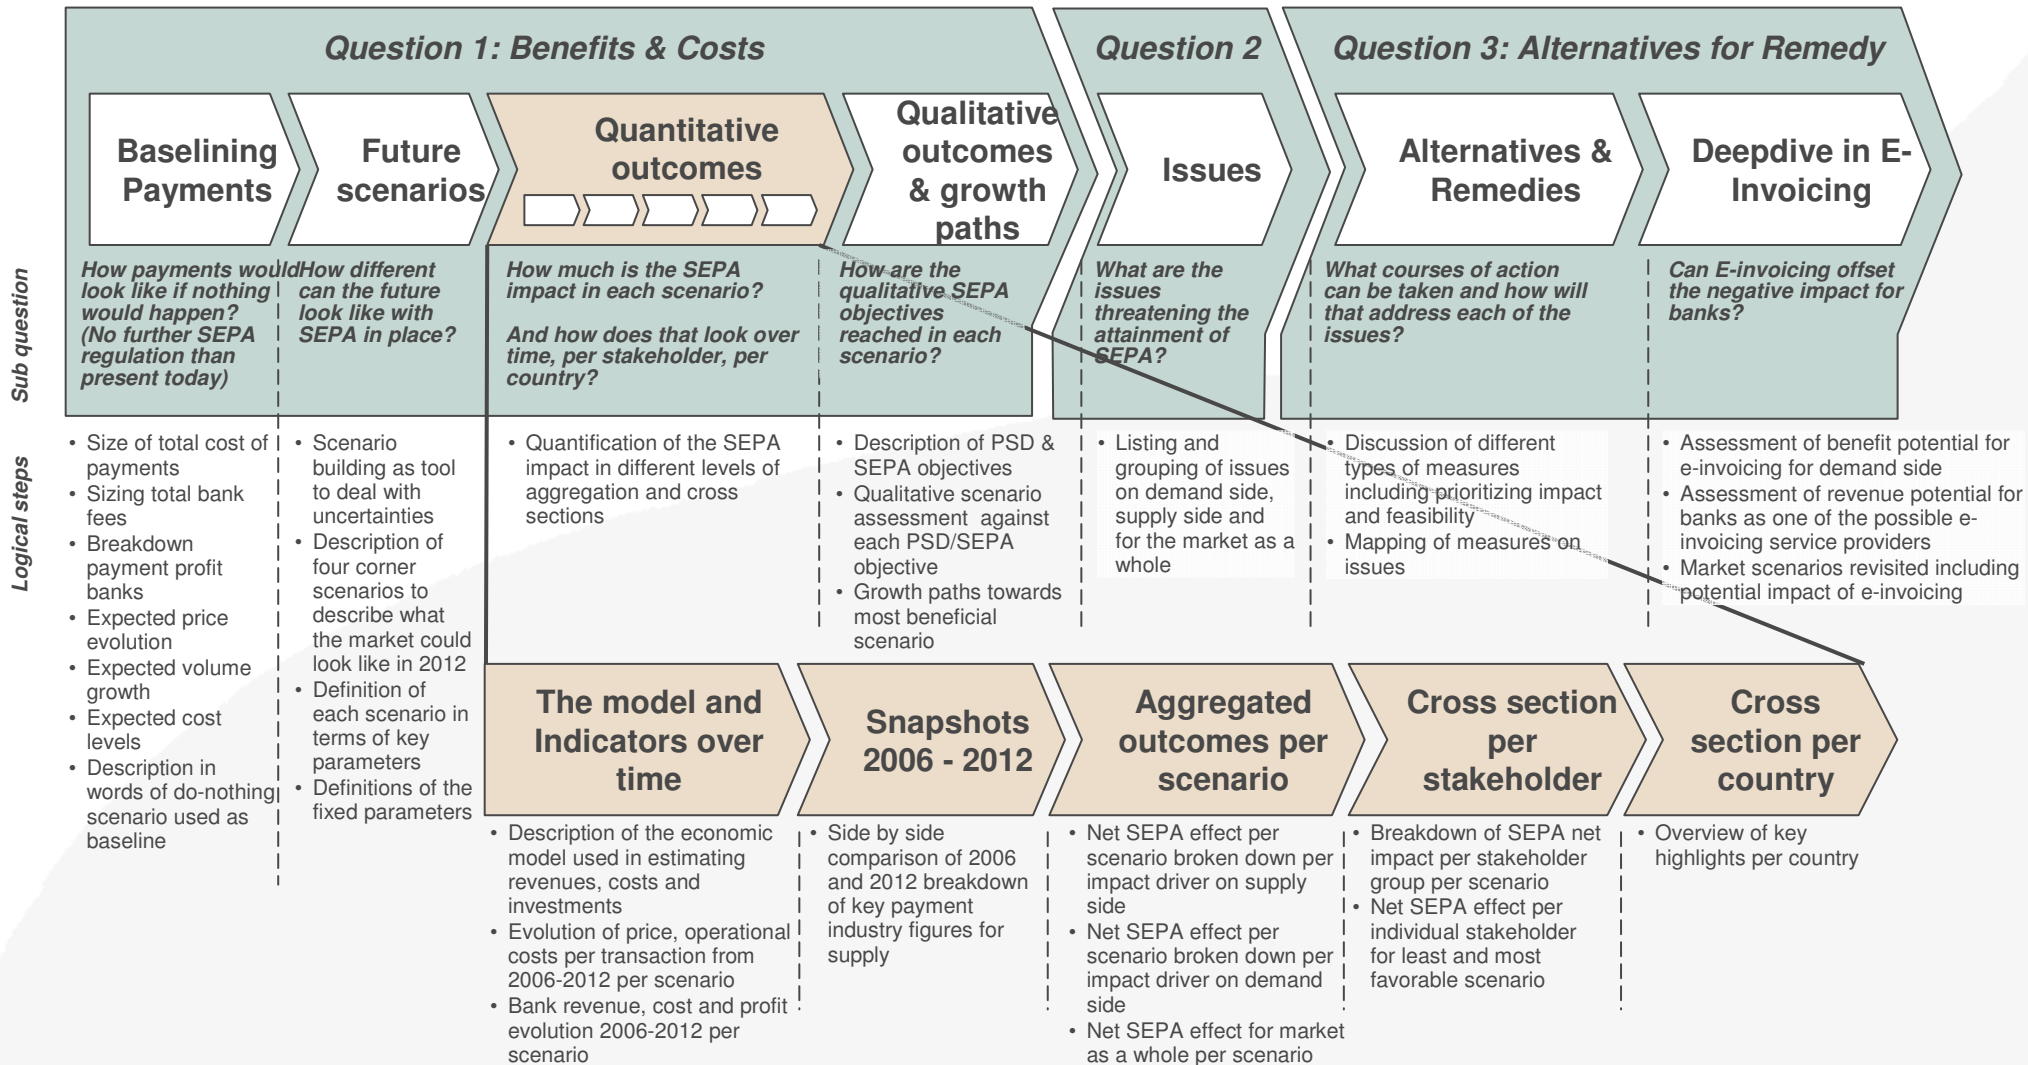 Question 1: Benefits & Costs
Question 2
Question 3: Alternatives for Remedy
Baselining
Payments
Future
scenarios
Quantitative
outcomes
Qualitative
outcomes
& growth
paths
Issues
Alternatives &
Remedies
Deepdive in E-
Invoicing
Sub question
How payments would
look like if nothing
would happen?
(No further SEPA
regulation than
present today)
How different
can the future
look like with
SEPA in place?
How much is the SEPA
impact in each scenario?
And how does that look over
time, per stakeholder, per
country?
How are the
qualitative SEPA
objectives
reached in each
scenario?
What are the
issues
threatening the
attainment of
SEPA?
What courses of action
can be taken and how will
that address each of the
issues?
Can E-invoicing offset
the negative impact for
banks?
Logical steps
• Size of total cost of
payments
• Sizing total bank
fees
• Breakdown
payment profit
banks
• Expected price
evolution
• Expected volume
growth
• Expected cost
levels
• Description in
words of do-nothing
scenario used as
baseline
• Scenario
building as tool
to deal with
uncertainties
• Description of
four corner
scenarios to
describe what
the market could
look like in 2012
• Definition of
each scenario in
terms of key
parameters
• Definitions of the
fixed parameters
• Quantification of the SEPA
impact in different levels of
aggregation and cross
sections
• Description of PSD &
SEPA objectives
• Qualitative scenario
assessment against
each PSD/SEPA
objective
• Growth paths towards
most beneficial
scenario
• Listing and
grouping of issues
on demand side,
supply side and
for the market as a
whole
• Discussion of different
types of measures
including prioritizing impact
and feasibility
• Mapping of measures on
issues
• Assessment of benefit potential for
e-invoicing for demand side
• Assessment of revenue potential for
banks as one of the possible e-
invoicing service providers
• Market scenarios revisited including
potential impact of e-invoicing
The model and
Indicators over
time
Snapshots
2006 - 2012
Aggregated
outcomes per
scenario
Cross section
per
stakeholder
Cross
section per
country
• Description of the economic
model used in estimating
revenues, costs and
investments
• Evolution of price, operational
costs per transaction from
2006-2012 per scenario
• Bank revenue, cost and profit
evolution 2006-2012 per
scenario
• Side by side
comparison of 2006
and 2012 breakdown
of key payment
industry figures for
supply
• Net SEPA effect per
scenario broken down per
impact driver on supply
side
• Net SEPA effect per
scenario broken down per
impact driver on demand
side
• Net SEPA effect for market
as a whole per scenario
• Breakdown of SEPA net
impact per stakeholder
group per scenario
• Net SEPA effect per
individual stakeholder
for least and most
favorable scenario
• Overview of key
highlights per country